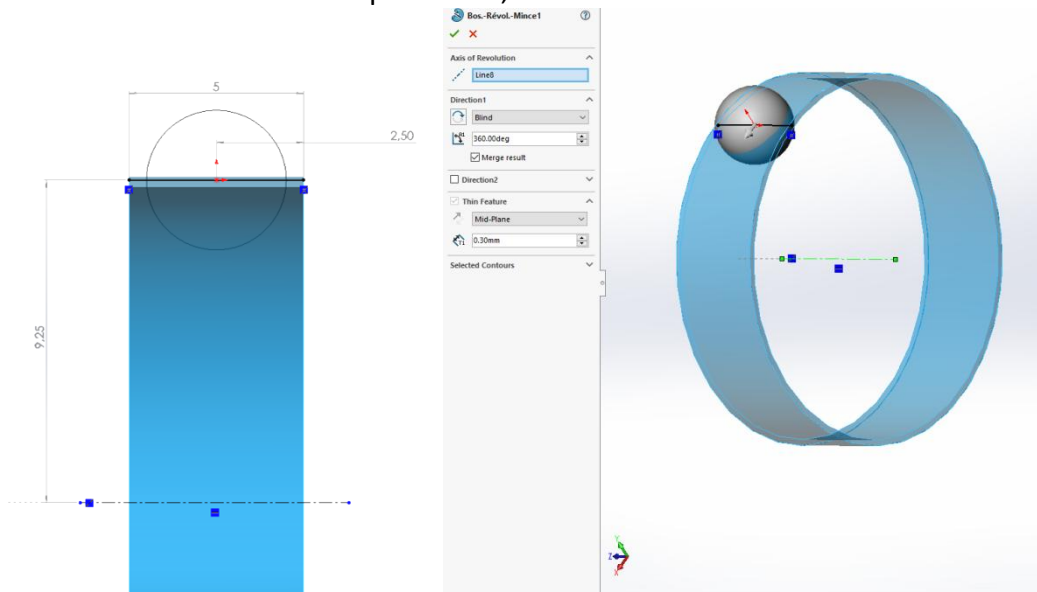 5
2,50
9,25
Bos.-Révol.-Mince1
Axis of Revolution
Line8
Direction1
Blind
360.00deg
Merge result
Direction2
Thin Feature
Mid-Plane
0.30mm
Selected Contours
Y
Z
X